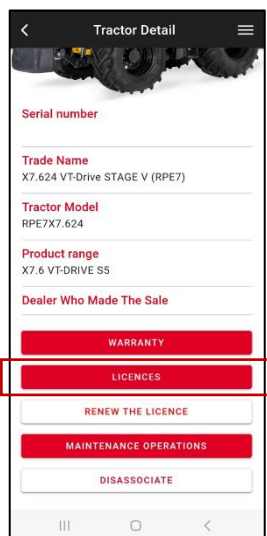 Tractor Detail
Serial number
Trade Name
X7.624 VT-Drive STAGE V (RPE7)
Tractor Model
RPE7X7.624
Product range
X7.6 VT-DRIVE S5
Dealer Who Made The Sale
WARRANTY
LICENCES
RENEW THE LICENCE
MAINTENANCE OPERATIONS
DISASSOCIATE